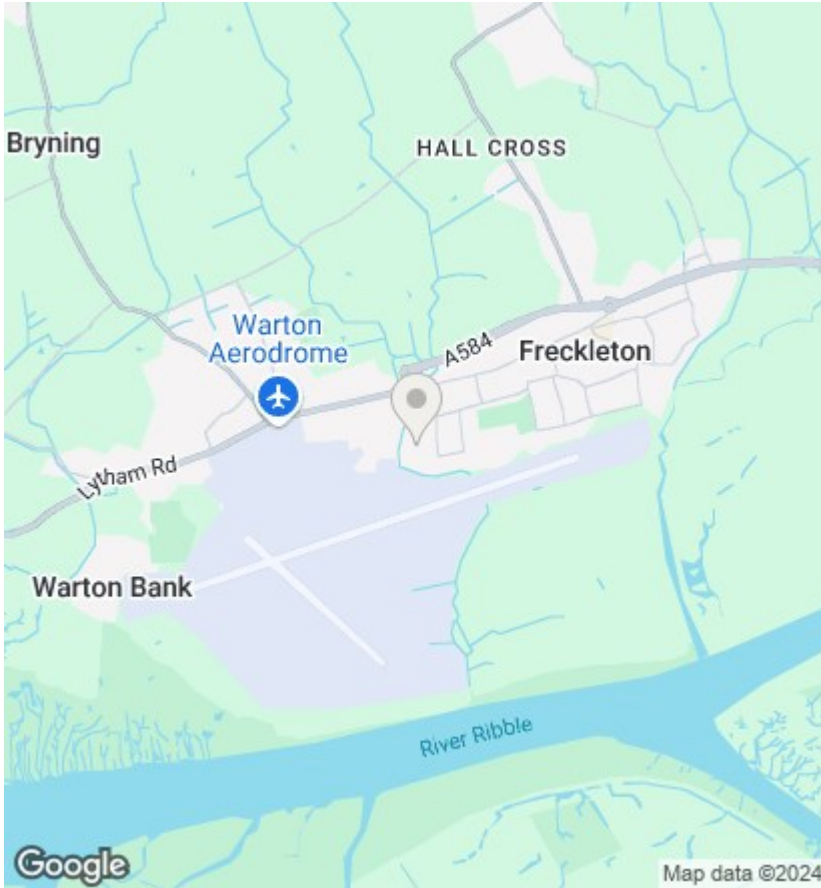 Bryning
HALL CROSS
Warton
Aerodrome
A584
Freckleton
Lytham Rd
Warton Bank
River Ribble
Google
Map data ©2024